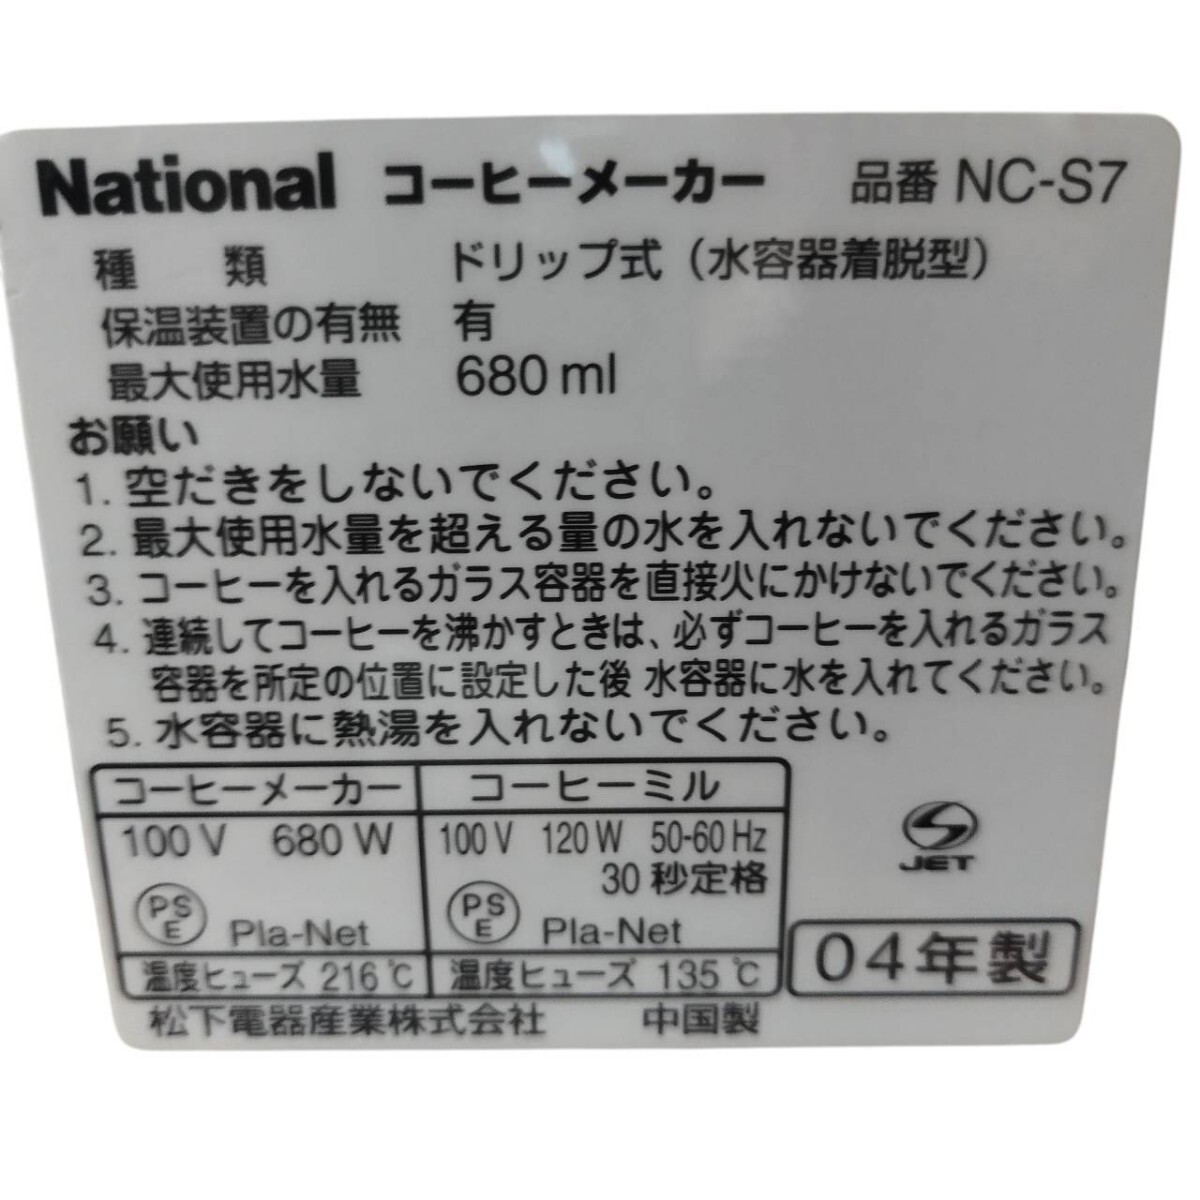 National コーヒーメーカー 品番 NC-S7
種類 ドリップ式（水容器着脱型）
保温装置の有無 有
最大使用水量 680 ml
お願い
1. 空だきをしないでください。
2. 最大使用水量を超える量の水を入れないでください。
3. コーヒーを入れるガラス容器を直接火にかけないでください。
4. 連続してコーヒーを沸かすときは、必ずコーヒーを入れるガラス
容器を所定の位置に設定した後 水容器に水を入れてください。
5. 水容器に熱湯を入れないでください。
コーヒーメーカー
100 V 680 W
PS
E
Pla-Net
温度ヒューズ 216 ℃
コーヒーミル
100 V 120 W 50-60 Hz
30 秒定格
PS
E
Pla-Net
温度ヒューズ 135 ℃
JET
04年製
松下電器産業株式会社 中国製